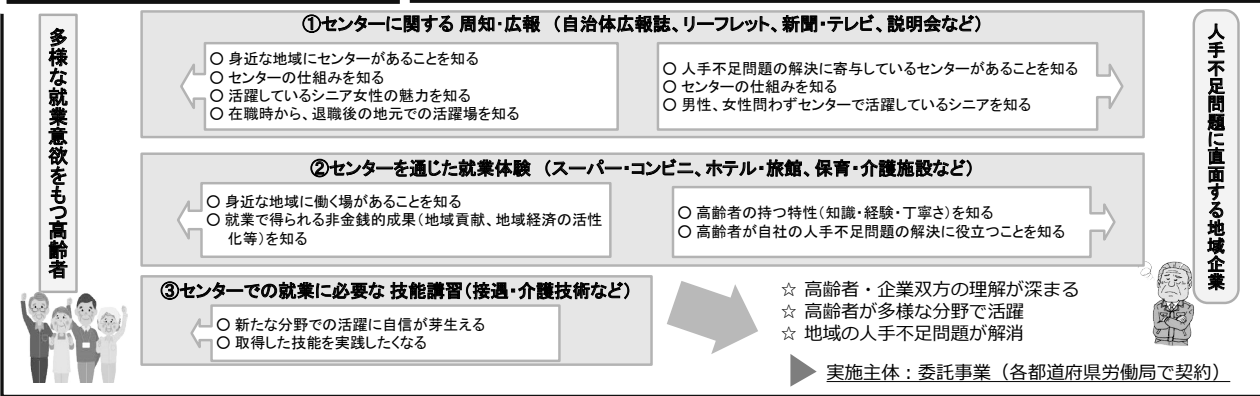 多様な就業意欲をもつ高齢者
①センターに関する 周知・広報 （自治体広報誌、リーフレット、新聞・テレビ、説明会など）
○ 身近な地域にセンターがあることを知る
○ センターの仕組みを知る
○ 活躍しているシニア女性の魅力を知る
○ 在職時から、退職後の地元での活躍場を知る
○ 人手不足問題の解決に寄与しているセンターがあることを知る
○ センターの仕組みを知る
○ 男性、女性問わずセンターで活躍しているシニアを知る
②センターを通じた就業体験 （スーパー・コンビニ、ホテル・旅館、保育・介護施設など）
○ 身近な地域に働く場があることを知る
○ 就業で得られる非金銭的成果（地域貢献、地域経済の活性
化等）を知る
○ 高齢者の持つ特性（知識・経験・丁寧さ）を知る
○ 高齢者が自社の人手不足問題の解決に役立つことを知る
③センターでの就業に必要な 技能講習（接遇・介護技術など）
○ 新たな分野での活躍に自信が芽生える
○ 取得した技能を実践したくなる
☆ 高齢者・企業双方の理解が深まる
☆ 高齢者が多様な分野で活躍
☆ 地域の人手不足問題が解消
実施主体：委託事業（各都道府県労働局で契約）
人手不足問題に直面する地域企業